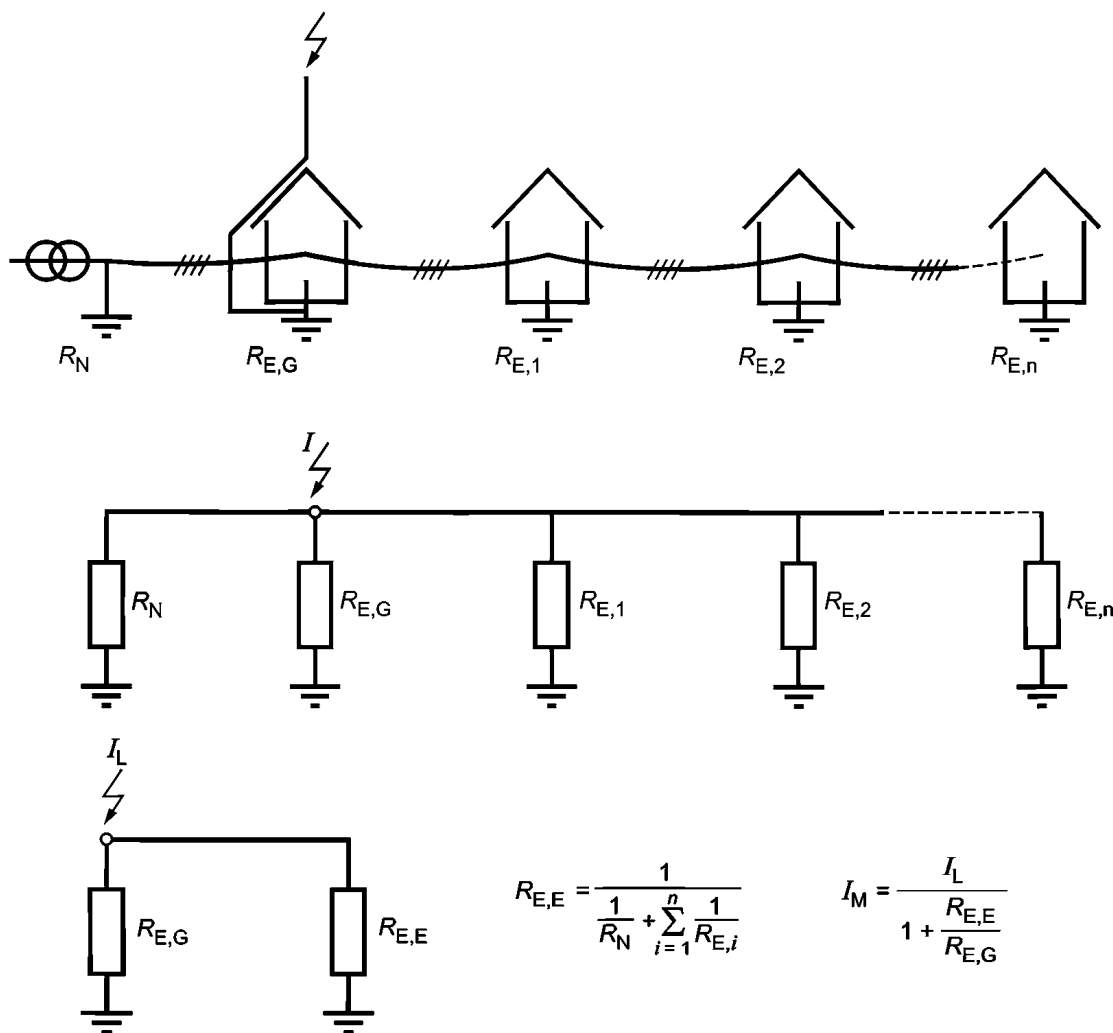 R_N R_E,G R_E,1 R_E,2 R_E,n
I
R_N R_E,G R_E,1 R_E,2 R_E,n
I_L
R_E,G R_E,E
R_E,E = 1 / (1/R_N + ∑_{i=1}^{n} 1/R_E,i)
I_M = I_L / (1 + R_E,E/R_E,G)